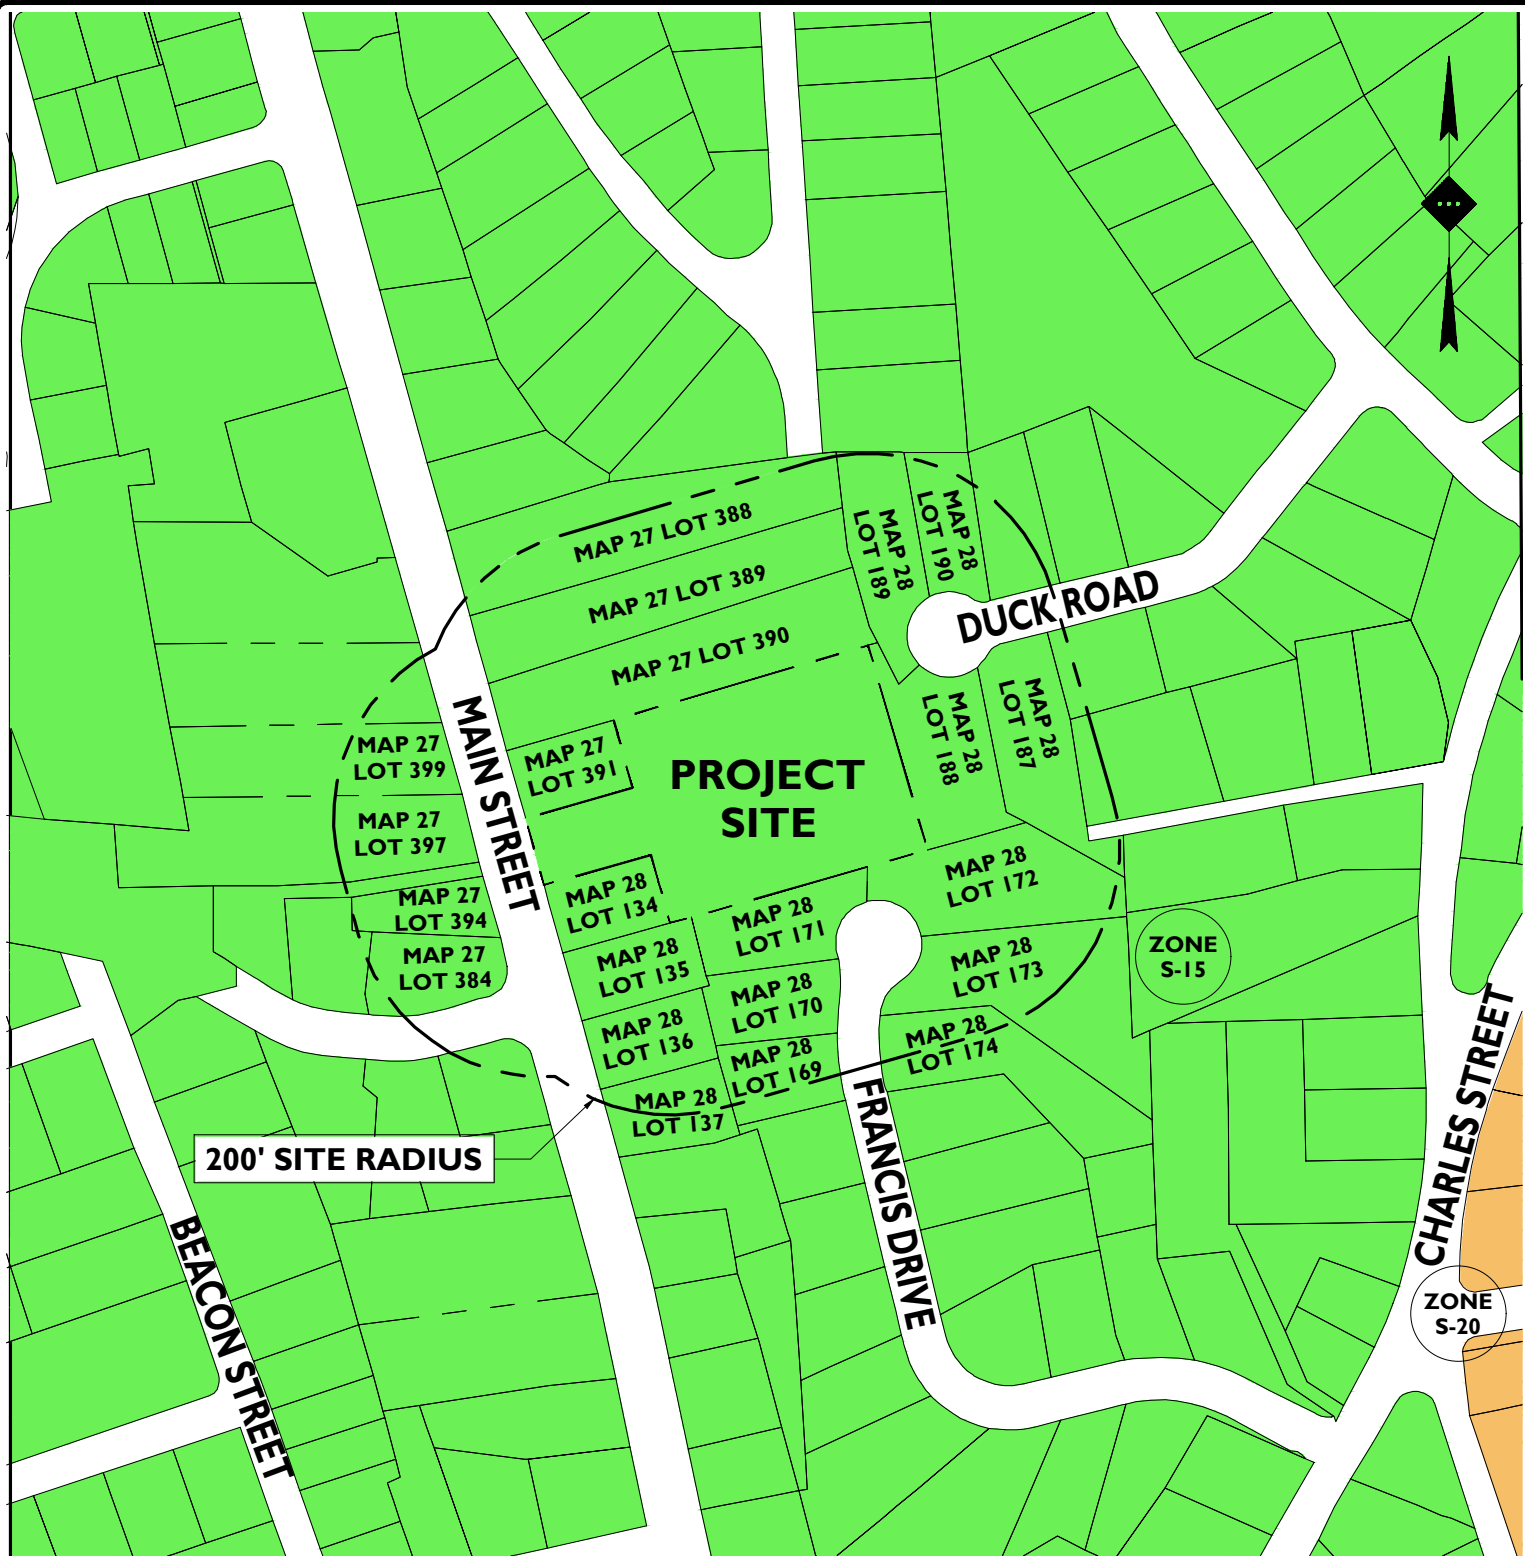 MAP 27 LOT 388
MAP 28
LOT 189
MAP 28
LOT 190
MAP 27 LOT 389
DUCK ROAD
MAP 27 LOT 390
MAP 28
LOT 188
MAP 28
LOT 187
MAIN STREET
MAP 27
LOT 399
MAP 27
LOT 391
PROJECT
SITE
MAP 27
LOT 397
MAP 28
LOT 172
MAP 27
LOT 394
MAP 28
LOT 134
MAP 28
LOT 171
MAP 27
LOT 384
MAP 28
LOT 135
MAP 28
LOT 173
ZONE
S-15
MAP 28
LOT 170
MAP 28
LOT 136
MAP 28
LOT 174
MAP 28
LOT 169
MAP 28
LOT 137
200' SITE RADIUS
FRANCIS DRIVE
CHARLES STREET
BEACON STREET
ZONE
S-20